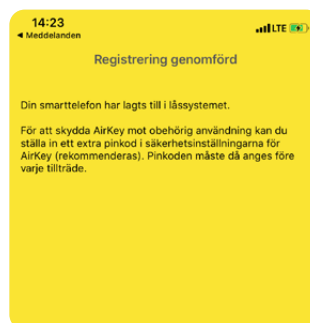 14:23
LTE
◀ Meddelanden
Registrering genomförd
Din smarttelefon har lagts till i låssystemet.
För att skydda AirKey mot obehörig användning kan du
ställa in ett extra pinkod i säkerhetsinställningarna för
AirKey (rekommenderas). Pinkoden måste då anges före
varje tillträde.